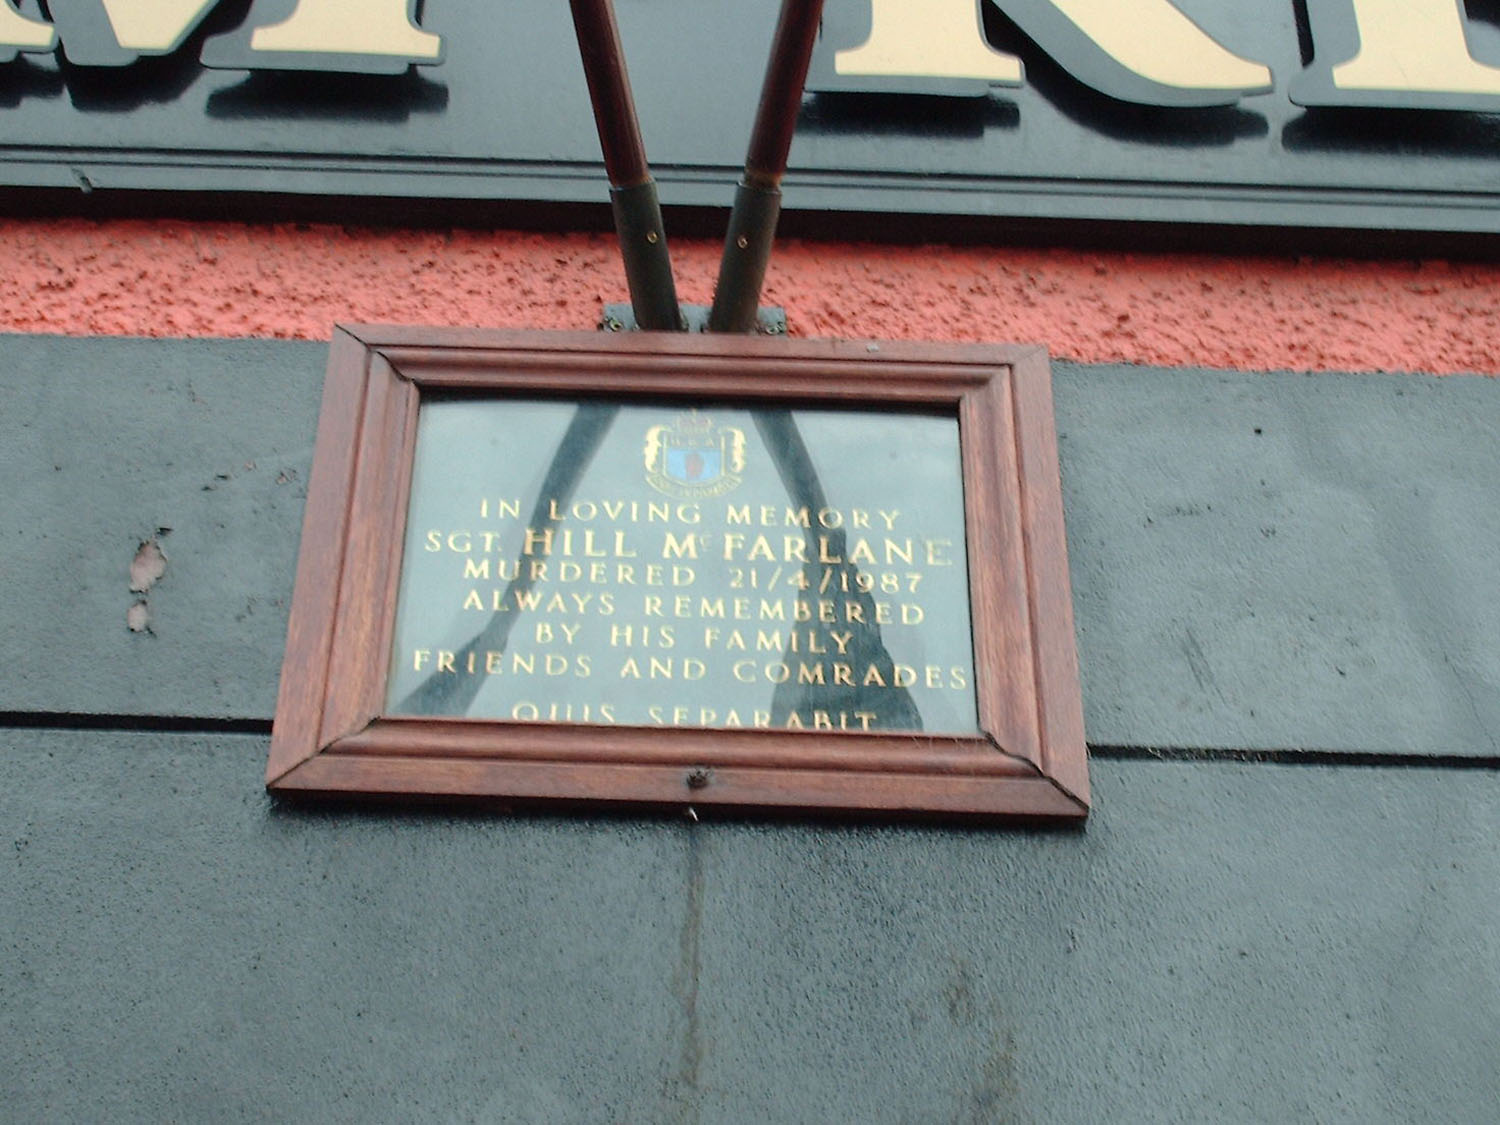 IN LOVING MEMORY
SGT. HILL McFARLANE
MURDERED 21/4/1987
ALWAYS REMEMBERED
BY HIS FAMILY
FRIENDS AND COMRADES
QUIS SEPARABIT